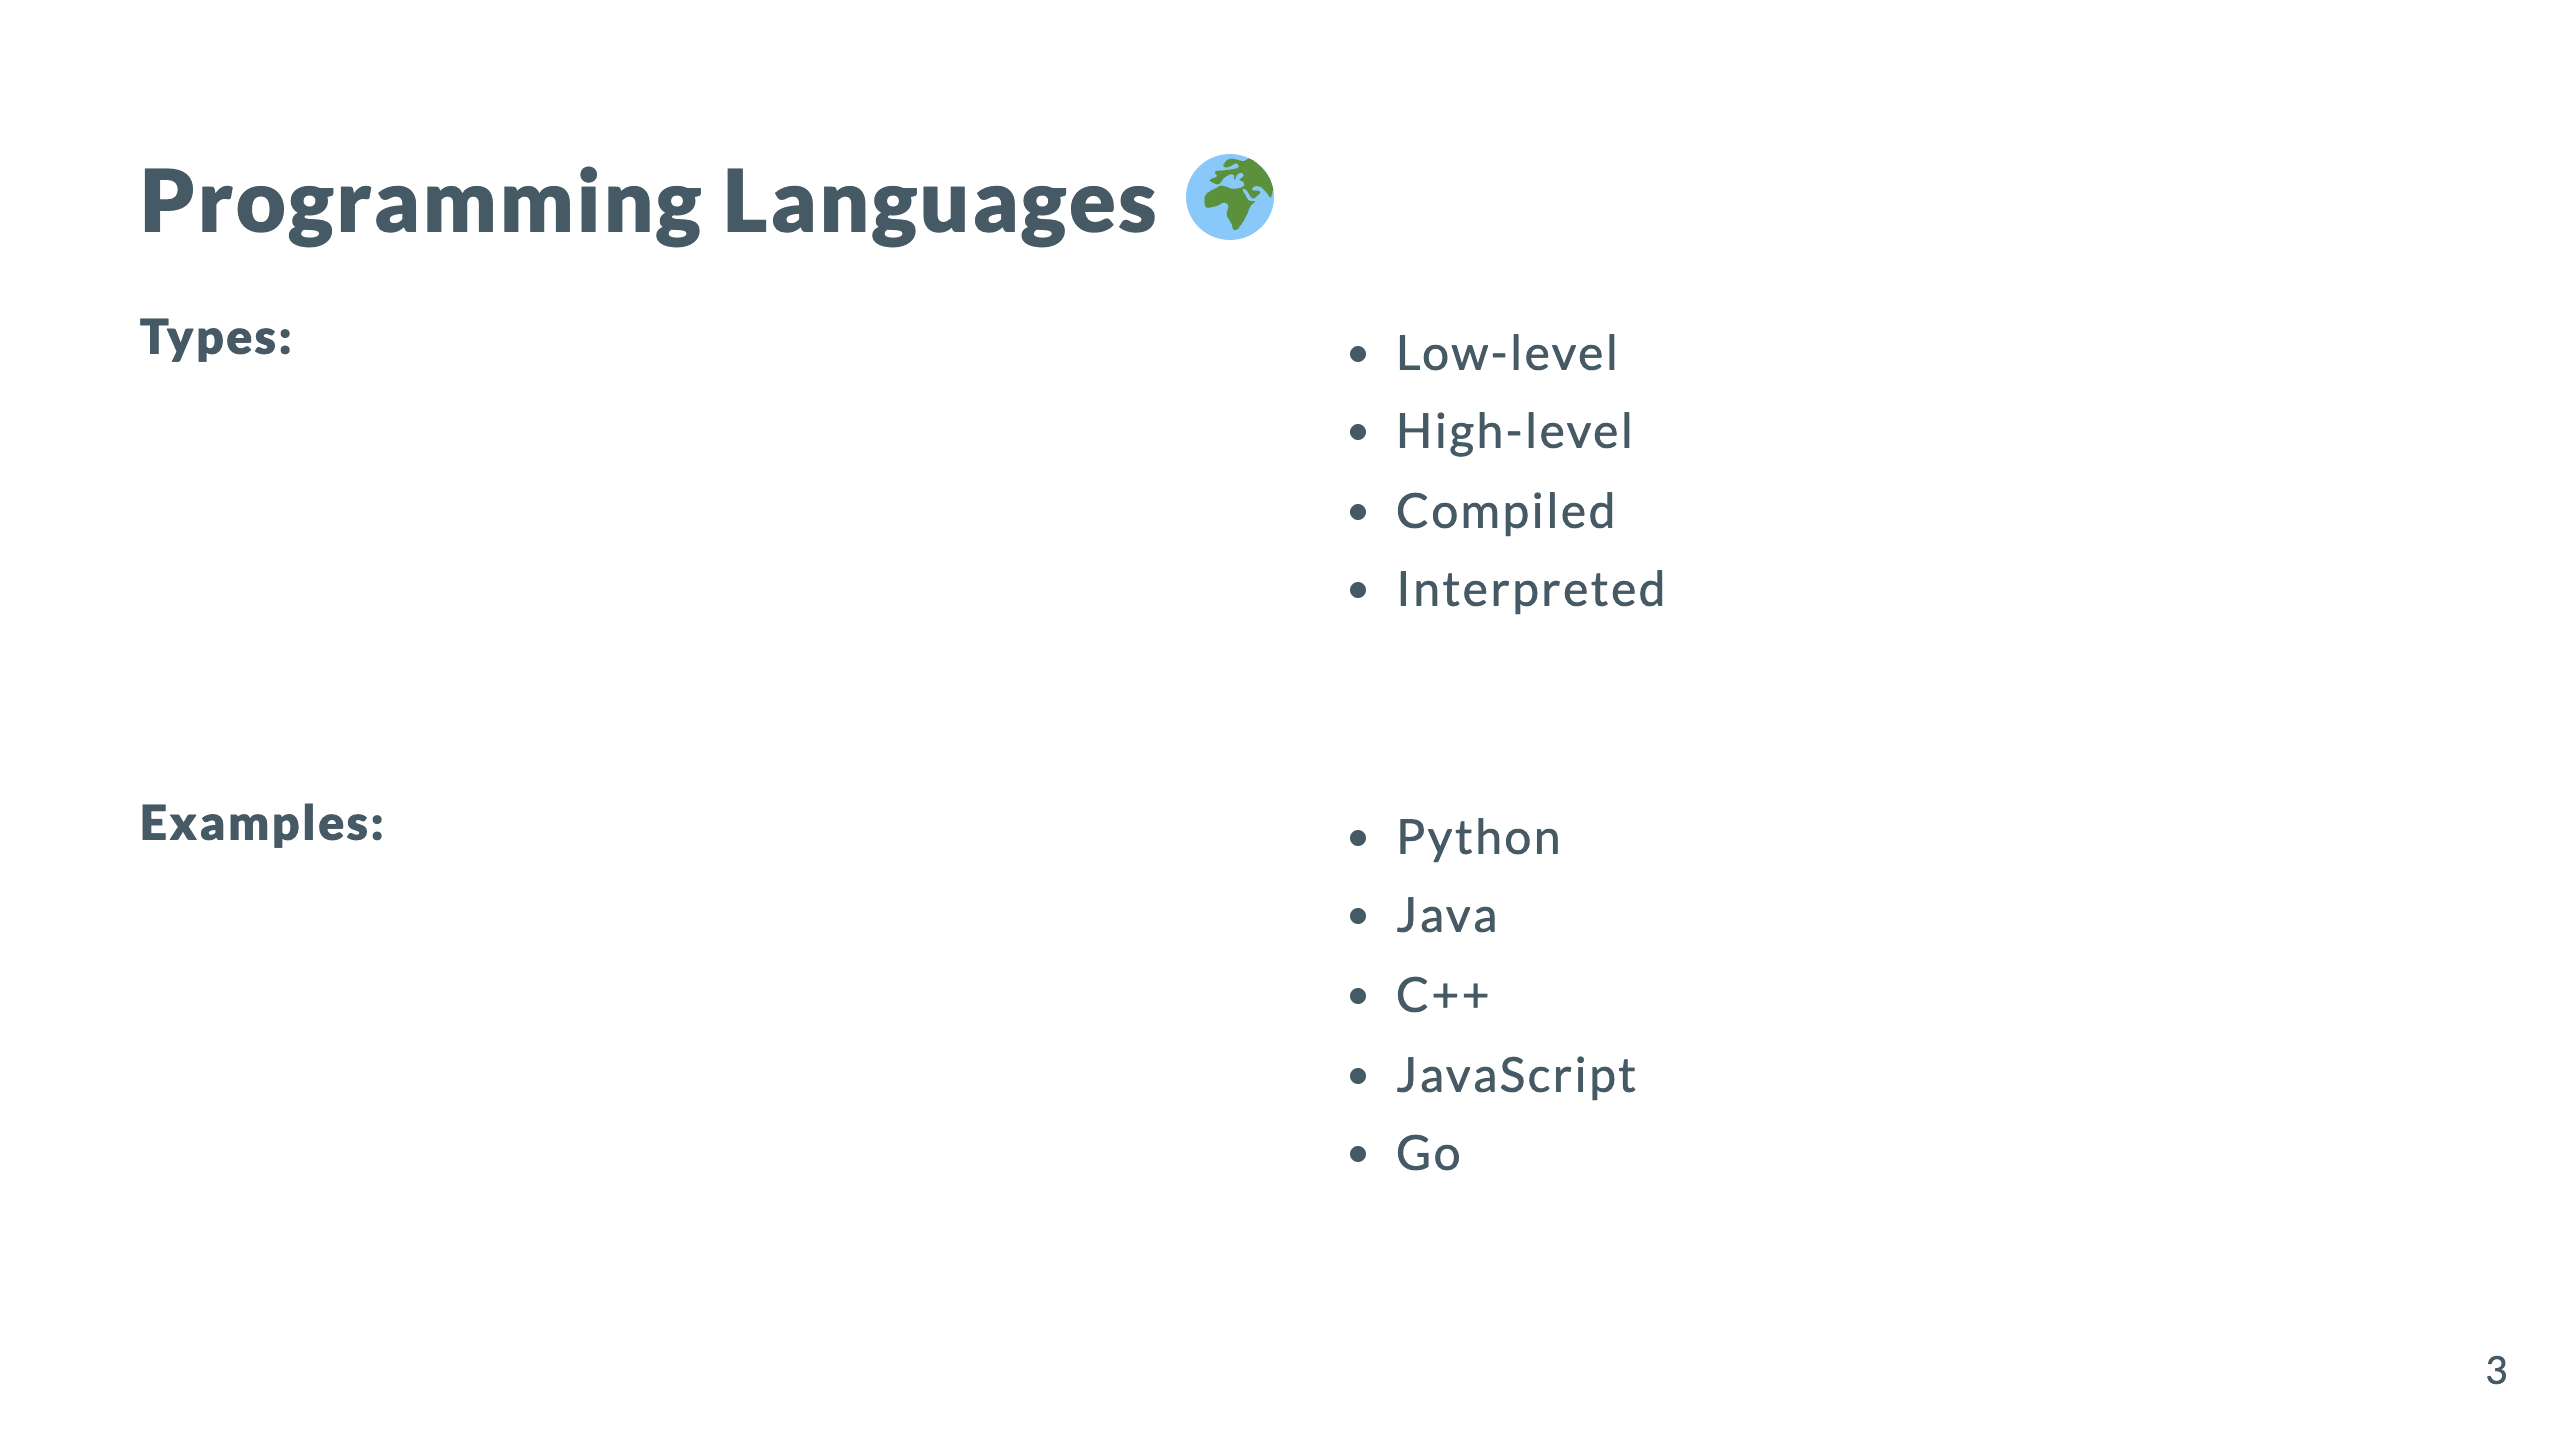 Programming Languages 🌍
Types:
• Low-level
• High-level
• Compiled
• Interpreted
Examples:
• Python
• Java
• C++
• JavaScript
• Go
3